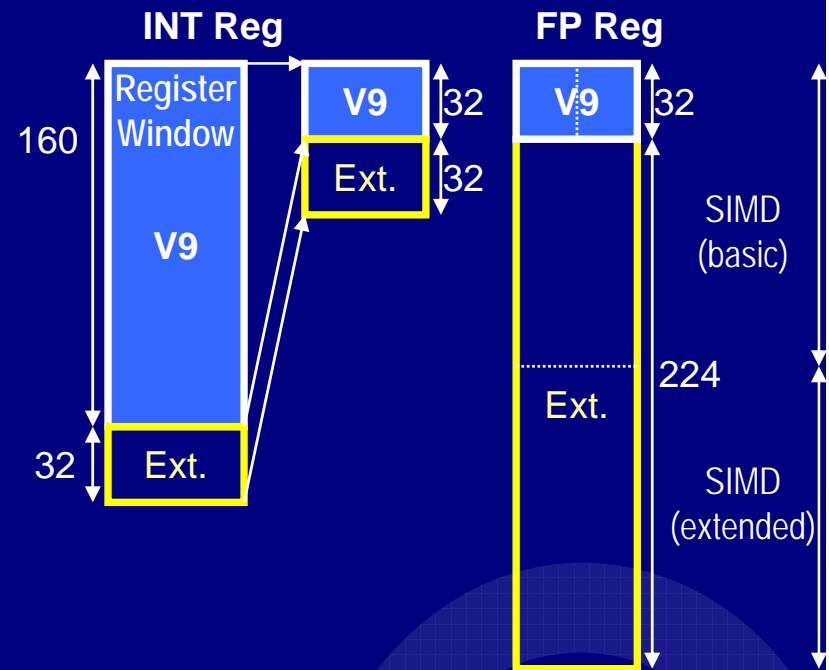 INT Reg
FP Reg
Register
Window
V9
160
32
Ext.
V9
32
Ext.
32
V9
32
Ext.
224
SIMD
(basic)
SIMD
(extended)